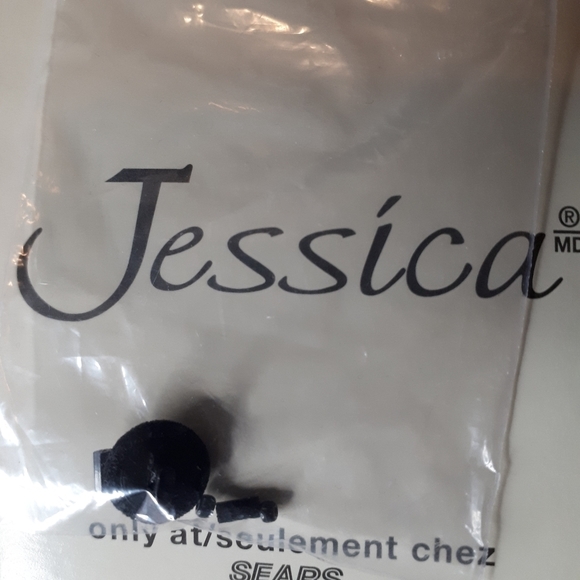 Jessica
® MD
only at/seulement chez
SEARS